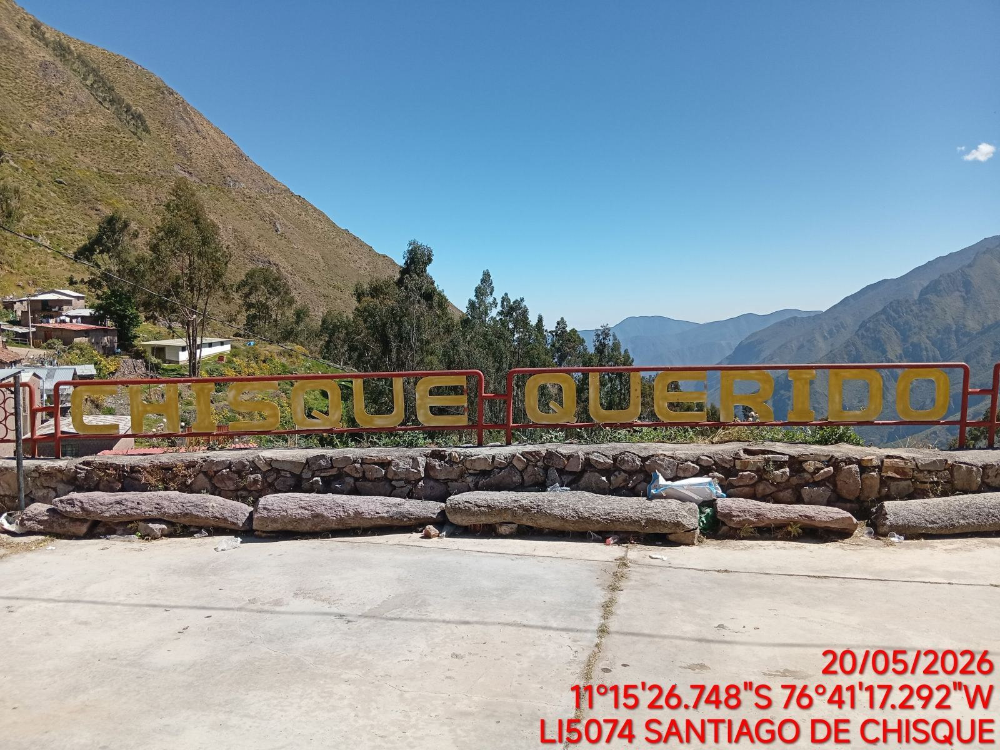 CHISQUE QUERIDO
20/05/2026
11°15'26.748"S 76°41'17.292"W
LI5074 SANTIAGO DE CHISQUE